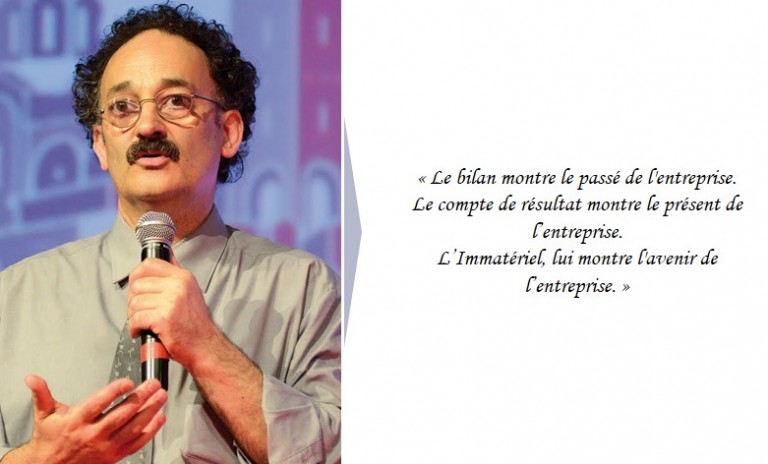 « Le bilan montre le passé de l'entreprise.
Le compte de résultat montre le présent de
l'entreprise.
L’Immatériel, lui montre l'avenir de
l'entreprise. »